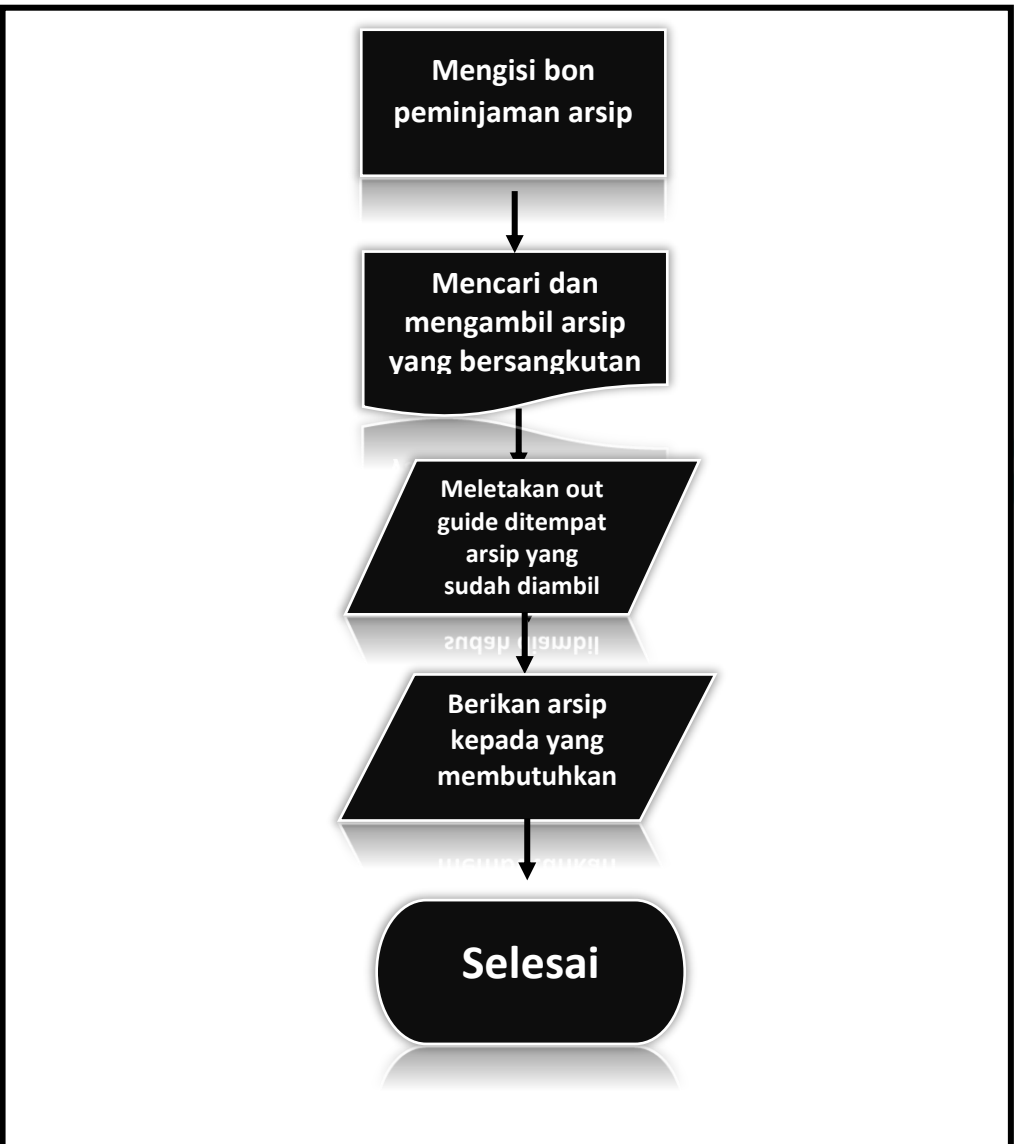 Mengisi bon
peminjaman arsip
Mencari dan
mengambil arsip
yang bersangkutan
Meletakan out
guide ditempat
arsip yang
sudah diambil
Berikan arsip
kepada yang
membutuhkan
Selesai